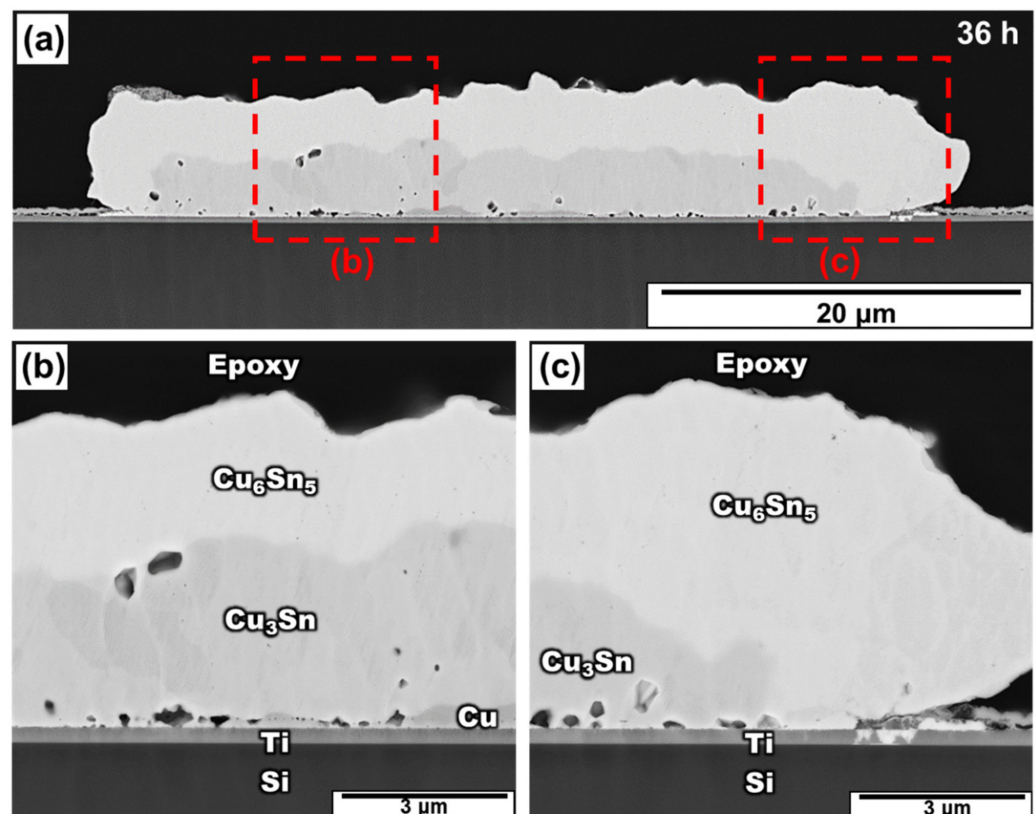 (a)
36 h
(b)
(c)
20 µm
(b)
Epoxy
Cu₆Sn₅
Cu₃Sn
Cu
Ti
Si
3 µm
(c)
Epoxy
Cu₆Sn₅
Cu₃Sn
Ti
Si
3 µm